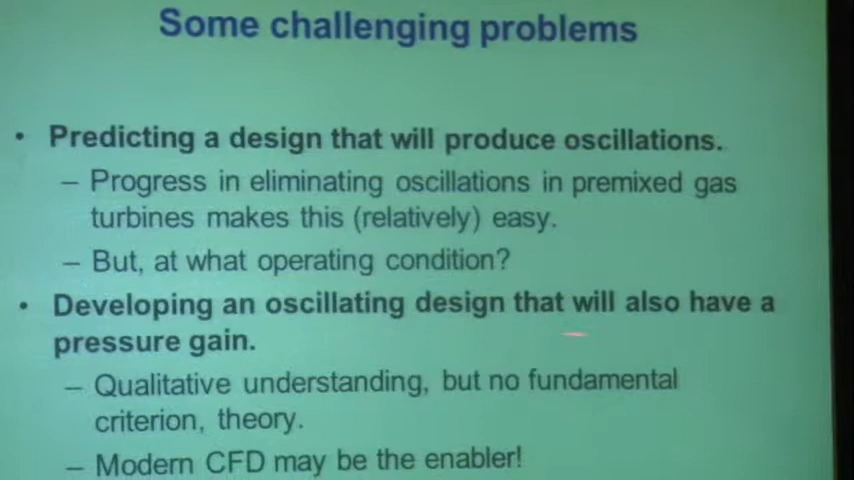 Some challenging problems
• Predicting a design that will produce oscillations.
– Progress in eliminating oscillations in premixed gas
turbines makes this (relatively) easy.
– But, at what operating condition?
• Developing an oscillating design that will also have a
pressure gain.
– Qualitative understanding, but no fundamental
criterion, theory.
– Modern CFD may be the enabler!